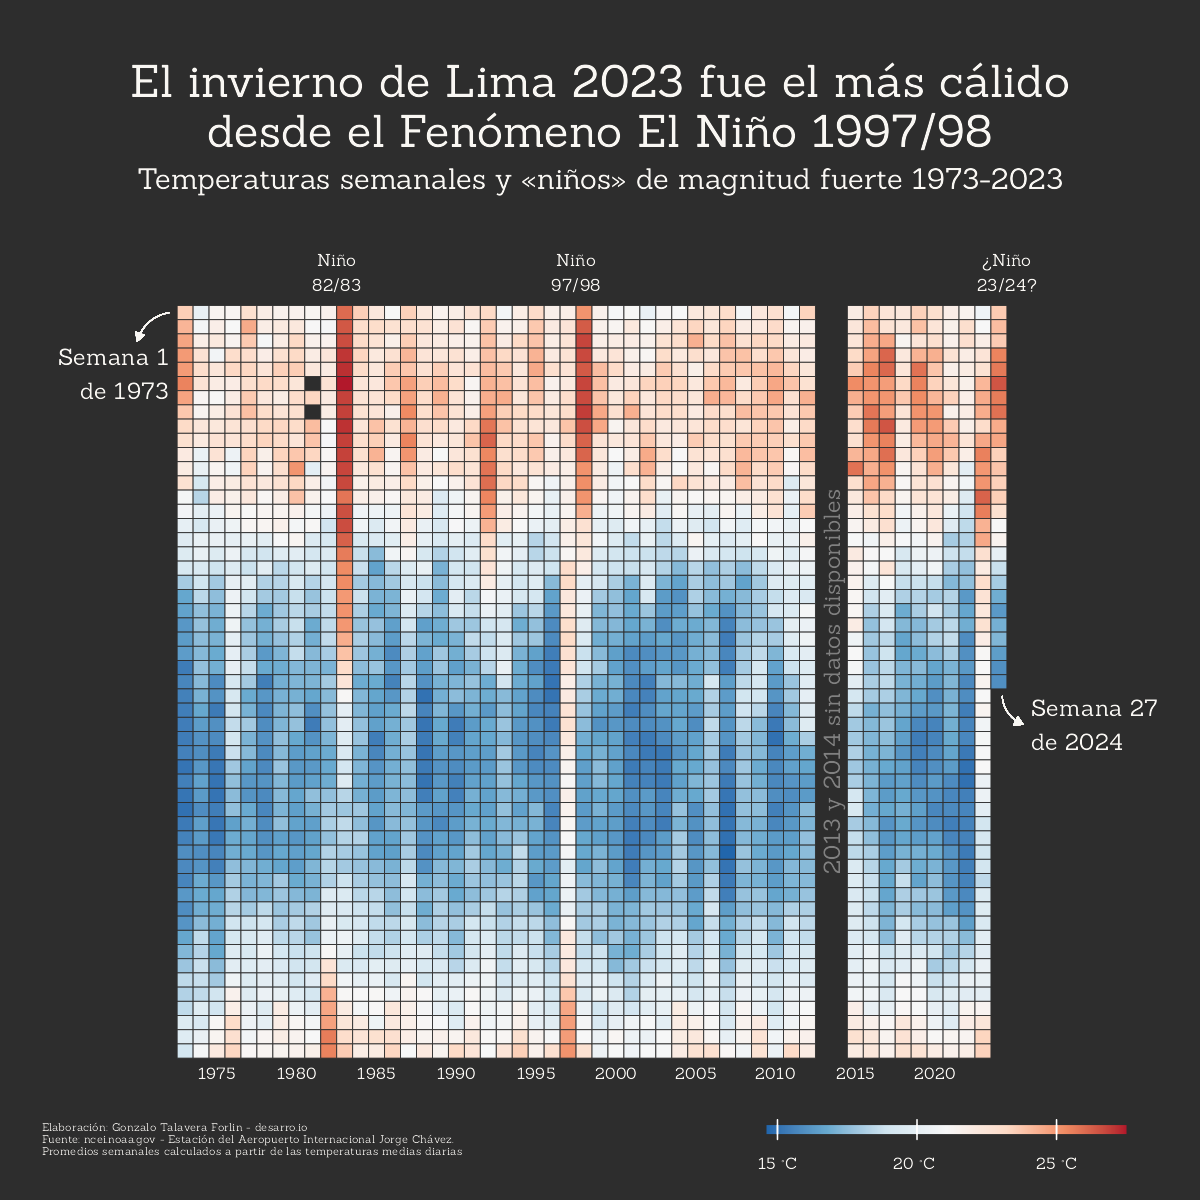 El invierno de Lima 2023 fue el más cálido
desde el Fenómeno El Niño 1997/98
Temperaturas semanales y «niños» de magnitud fuerte 1973-2023
Niño
82/83
Niño
97/98
¿Niño
23/24?
Semana 1
de 1973
2013 y 2014 sin datos disponibles
Semana 27
de 2024
1975 1980 1985 1990 1995 2000 2005 2010 2015 2020
Elaboración: Gonzalo Talavera Forlin - desarro.io
Fuente: ncei.noaa.gov - Estación del Aeropuerto Internacional Jorge Chávez.
Promedios semanales calculados a partir de las temperaturas medias diarias
15 °C 20 °C 25 °C